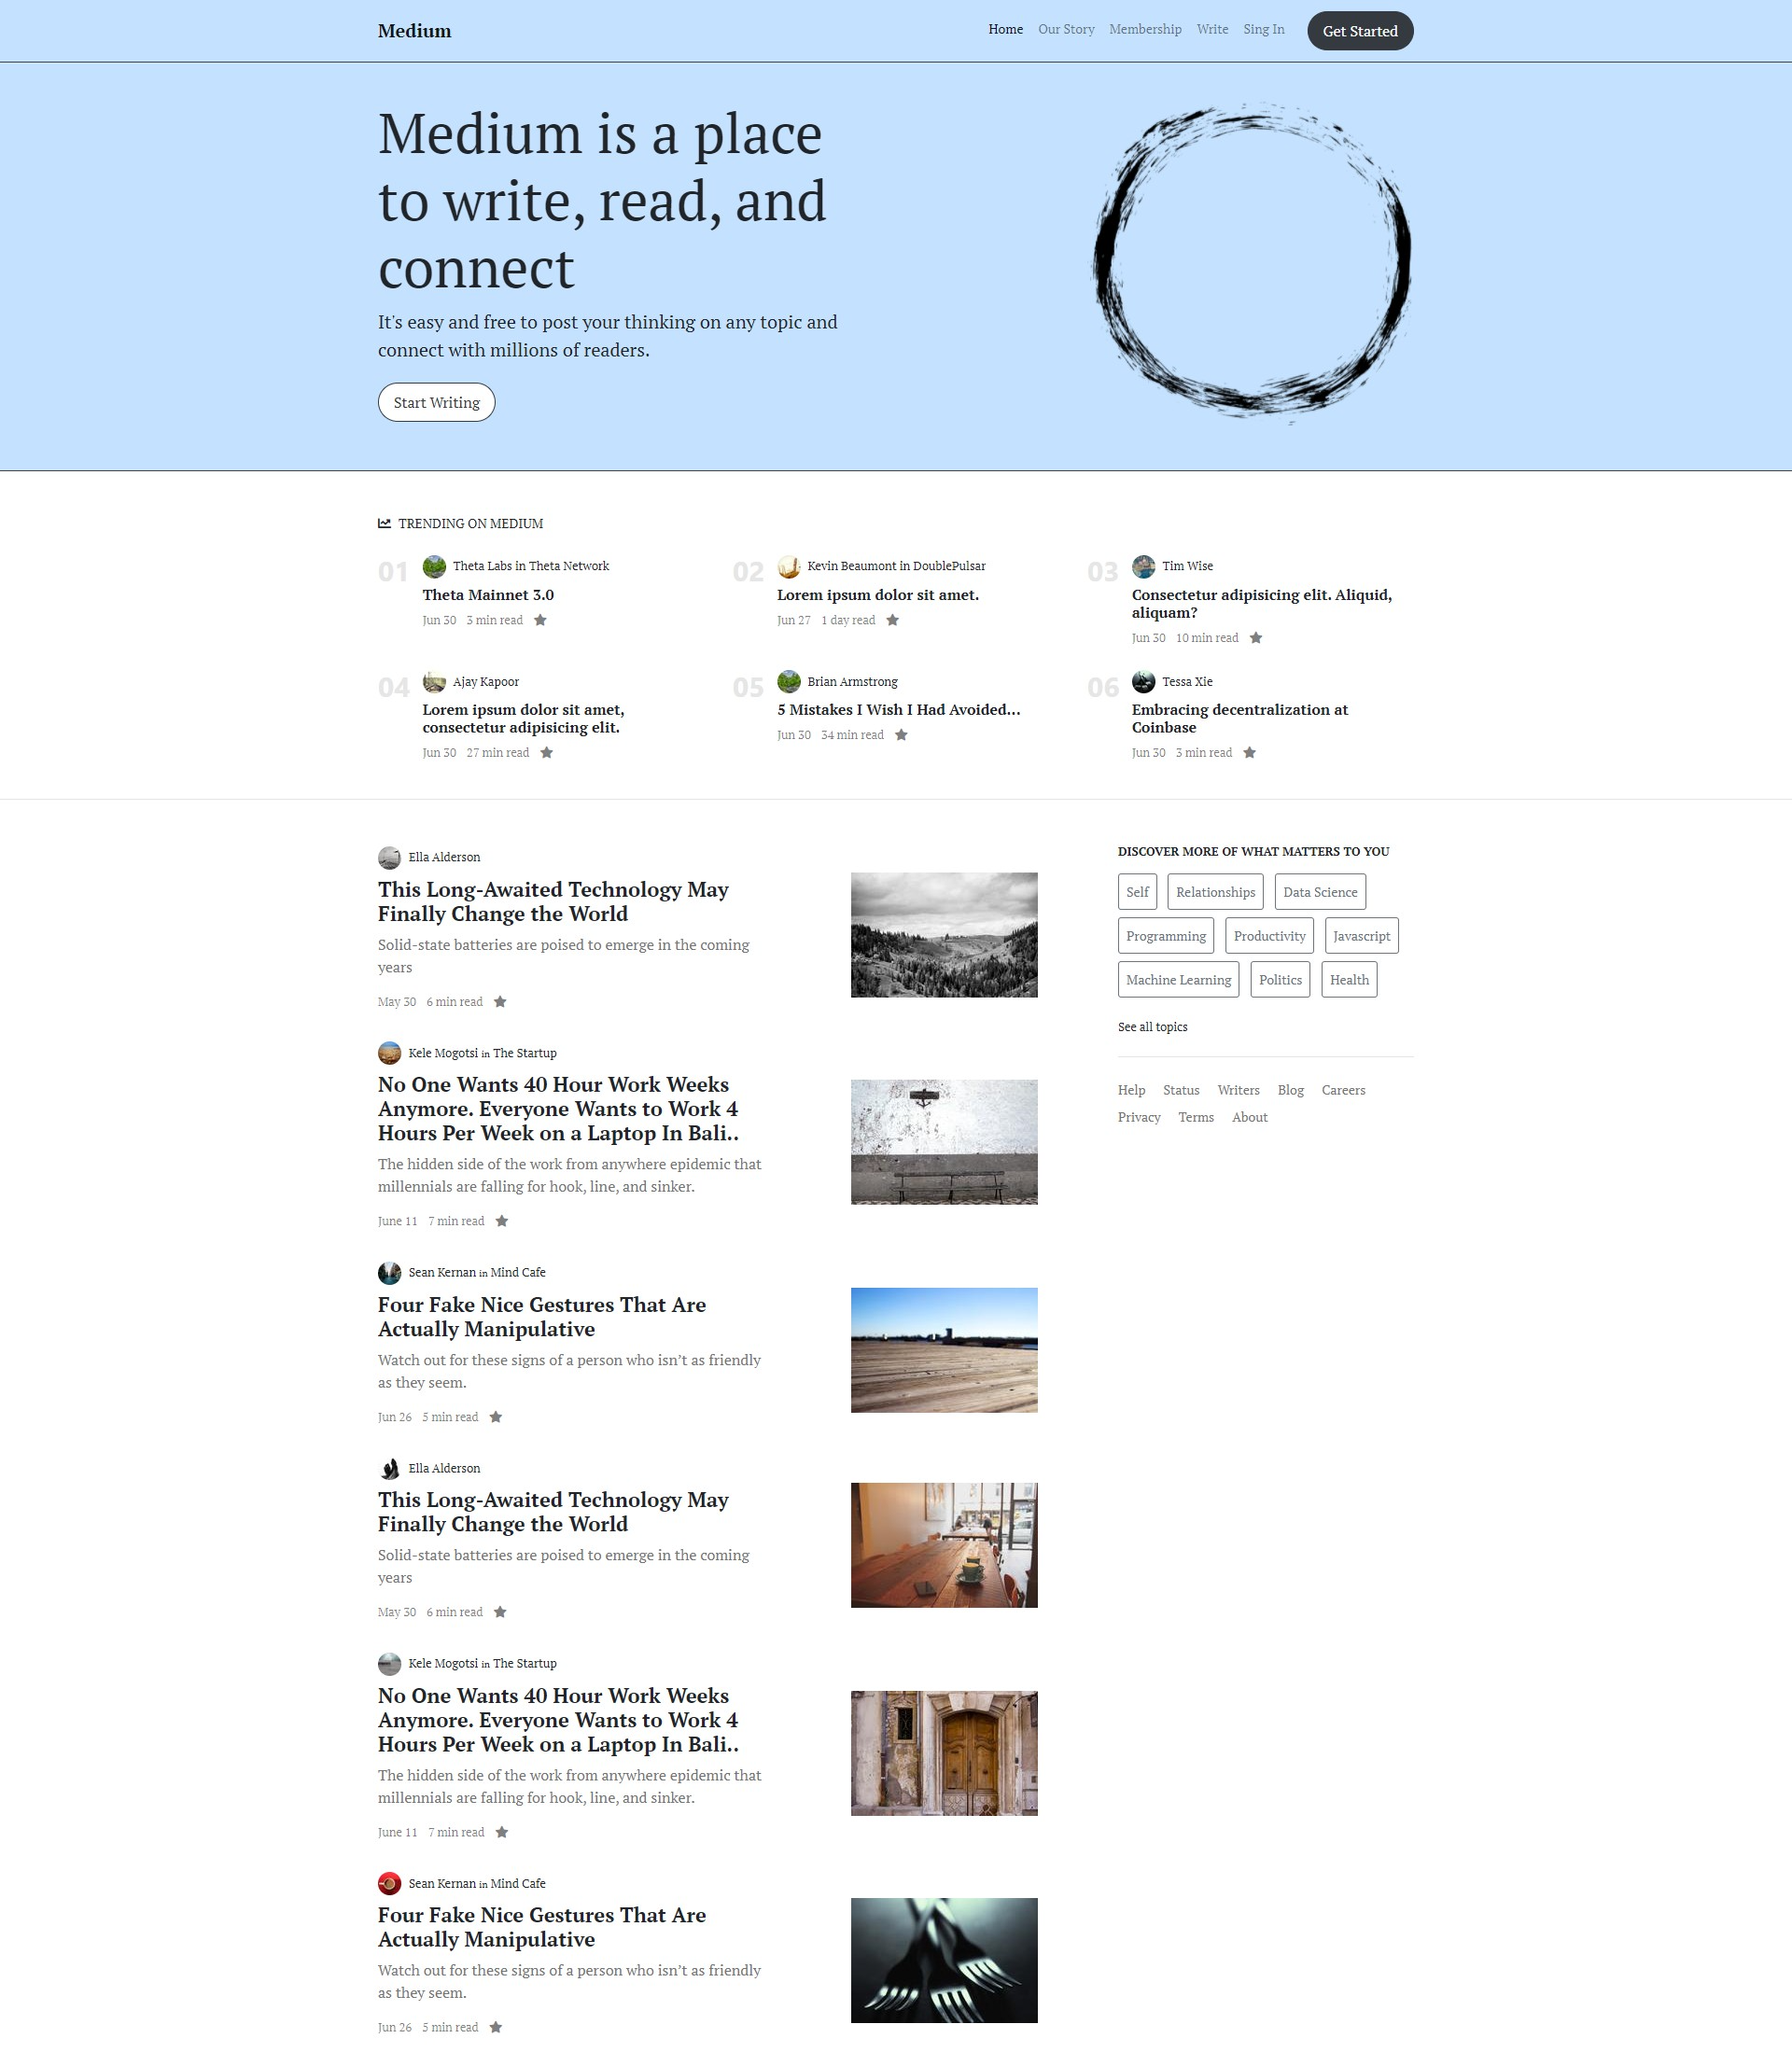 Medium
Home Our Story Membership Write Sing In Get Started
Medium is a place
to write, read, and
connect
It's easy and free to post your thinking on any topic and
connect with millions of readers.
Start Writing
TRENDING ON MEDIUM
01
Theta Labs in Theta Network
Theta Mainnet 3.0
Jun 30 3 min read
02
Kevin Beaumont in DoublePulsar
Lorem ipsum dolor sit amet.
Jun 27 1 day read
03
Tim Wise
Consectetur adipisicing elit. Aliquid,
aliquam?
Jun 30 10 min read
04
Ajay Kapoor
Lorem ipsum dolor sit amet,
consectetur adipisicing elit.
Jun 30 27 min read
05
Brian Armstrong
5 Mistakes I Wish I Had Avoided...
Jun 30 34 min read
06
Tessa Xie
Embracing decentralization at
Coinbase
Jun 30 3 min read
Ella Alderson
This Long-Awaited Technology May
Finally Change the World
Solid-state batteries are poised to emerge in the coming
years
May 30 6 min read
Kele Mogotsi in The Startup
No One Wants 40 Hour Work Weeks
Anymore. Everyone Wants to Work 4
Hours Per Week on a Laptop In Bali..
The hidden side of the work from anywhere epidemic that
millennials are falling for hook, line, and sinker.
June 11 7 min read
Sean Kernan in Mind Cafe
Four Fake Nice Gestures That Are
Actually Manipulative
Watch out for these signs of a person who isn’t as friendly
as they seem.
Jun 26 5 min read
Ella Alderson
This Long-Awaited Technology May
Finally Change the World
Solid-state batteries are poised to emerge in the coming
years
May 30 6 min read
Kele Mogotsi in The Startup
No One Wants 40 Hour Work Weeks
Anymore. Everyone Wants to Work 4
Hours Per Week on a Laptop In Bali..
The hidden side of the work from anywhere epidemic that
millennials are falling for hook, line, and sinker.
June 11 7 min read
Sean Kernan in Mind Cafe
Four Fake Nice Gestures That Are
Actually Manipulative
Watch out for these signs of a person who isn’t as friendly
as they seem.
Jun 26 5 min read
DISCOVER MORE OF WHAT MATTERS TO YOU
Self Relationships Data Science
Programming Productivity Javascript
Machine Learning Politics Health
See all topics
Help Status Writers Blog Careers
Privacy Terms About